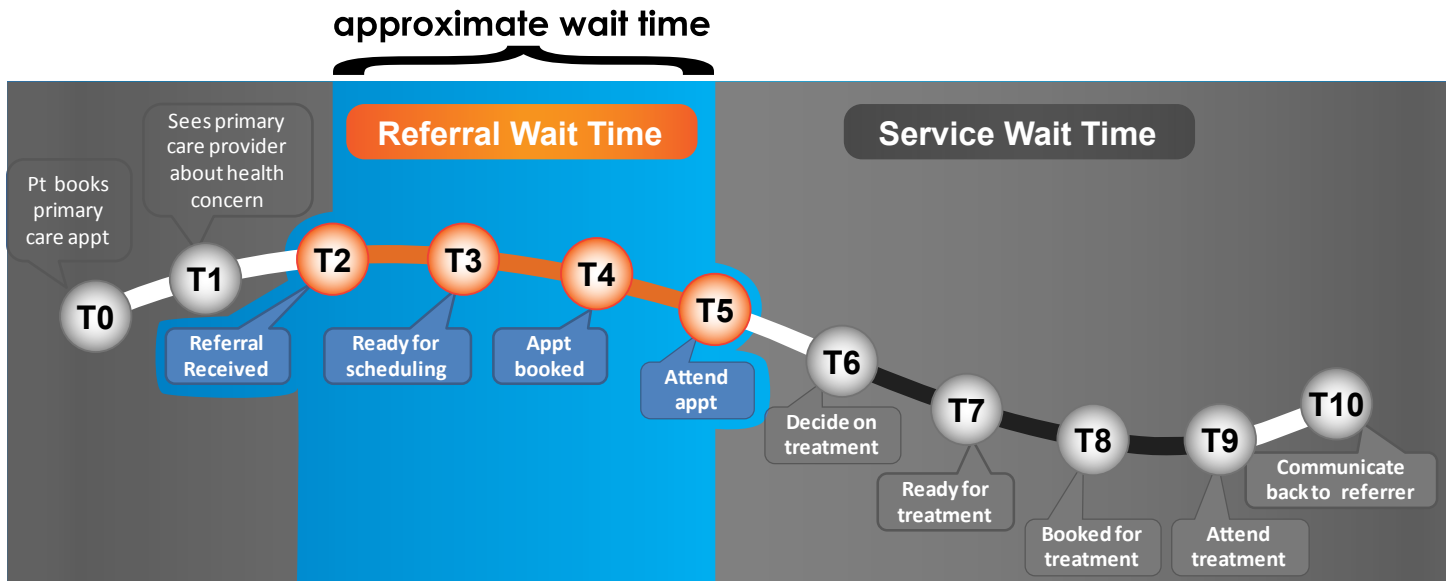 approximate wait time
Referral Wait Time
Service Wait Time
Pt books
primary
care appt
Sees primary
care provider
about health
concern
T0
T1
T2
T3
T4
T5
T6
T7
T8
T9
T10
Referral
Received
Ready for
scheduling
Appt
booked
Attend
appt
Decide on
treatment
Ready for
treatment
Booked for
treatment
Attend
treatment
Communicate
back to referrer